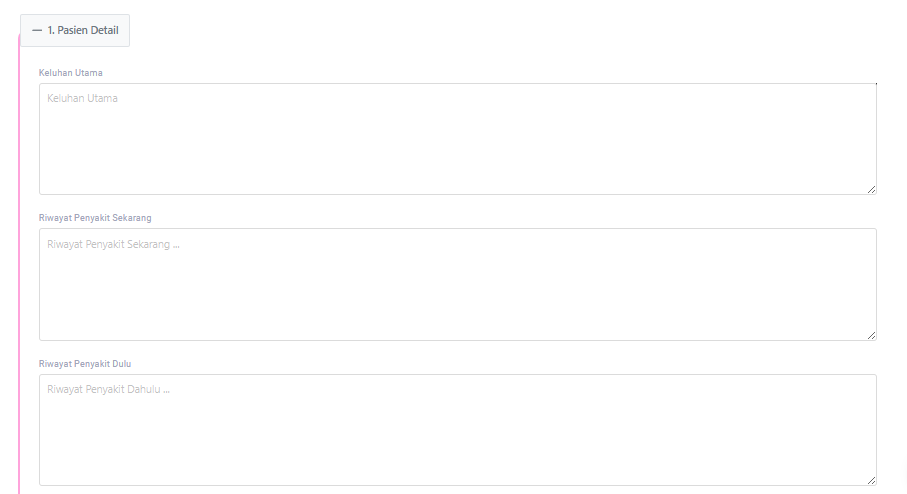 — 1. Pasien Detail
Keluhan Utama
Keluhan Utama
Riwayat Penyakit Sekarang
Riwayat Penyakit Sekarang ...
Riwayat Penyakit Dulu
Riwayat Penyakit Dahulu ...